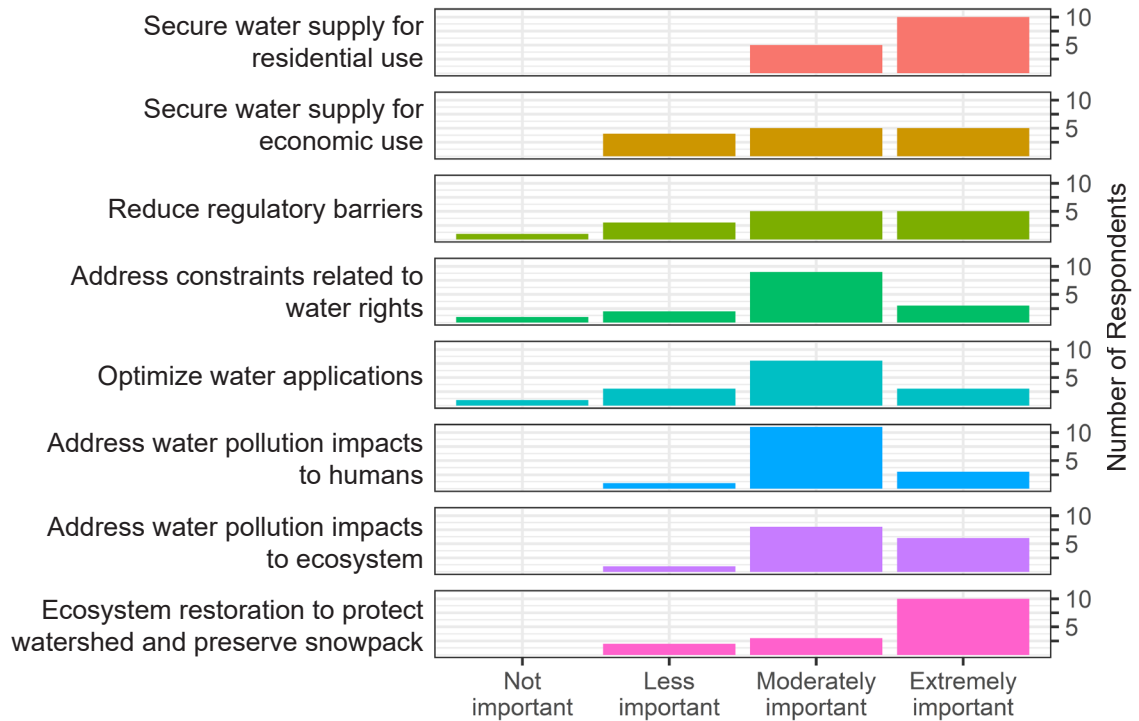 Secure water supply for
residential use
10
5
Secure water supply for
economic use
10
5
Reduce regulatory barriers
10
5
Address constraints related to
water rights
10
5
Optimize water applications
10
5
Address water pollution impacts
to humans
10
5
Address water pollution impacts
to ecosystem
10
5
Ecosystem restoration to protect
watershed and preserve snowpack
10
5
Number of Respondents
Not
important
Less
important
Moderately
important
Extremely
important